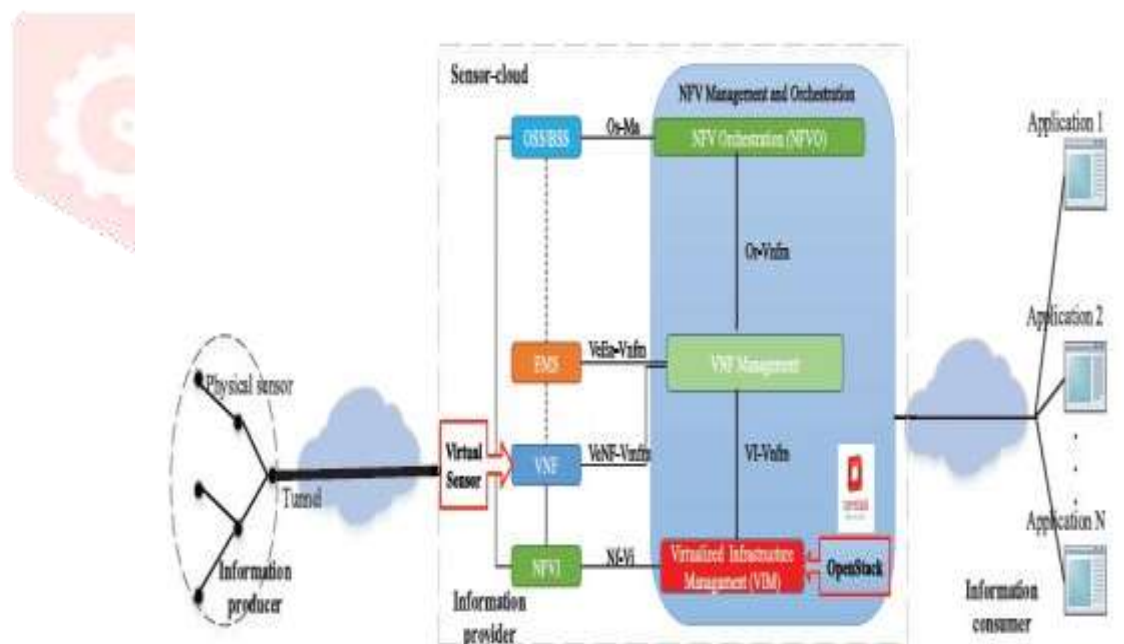 Sensor-cloud
NFV Management and Orchestration
OSS/BSS
Os-Ma
NFV Orchestration (NFVO)
Application 1
Or-Vnfm
Application 2
EMS
VeEm-Vnfm
VNF Management
Physical sensor
Virtual
Sensor
VNF
VeNF-Vnfm
VI-Vnfm
Tunnel
Application N
NFVI
Nf-Vi
Virtualized Infrastructure
Management (VIM)
OpenStack
Information
producer
Information
provider
Information
consumer